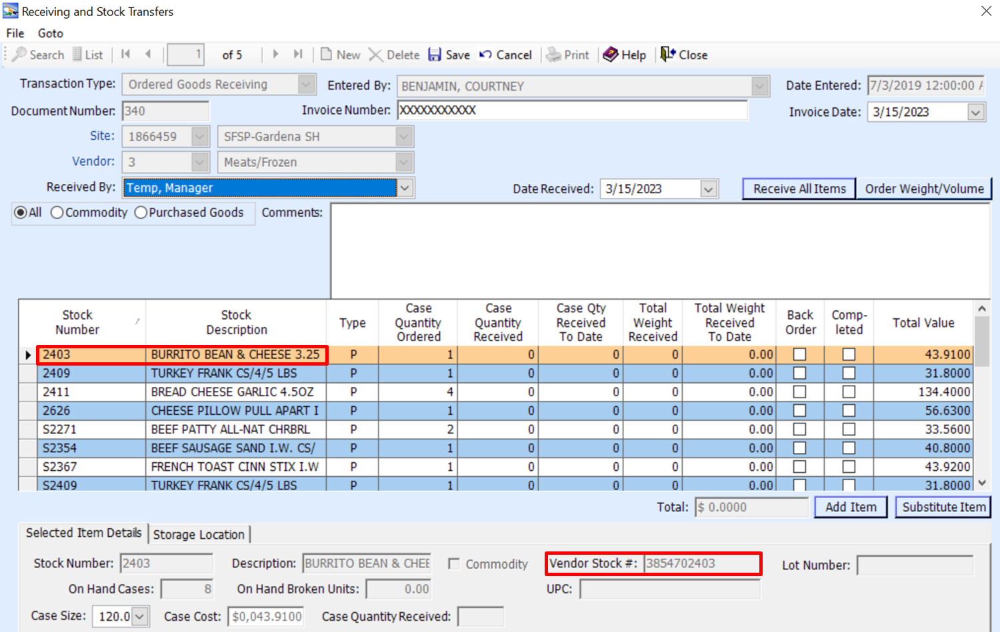 Receiving and Stock Transfers
File Goto
Search List 1 of 5 New Delete Save Cancel Print Help Close
Transaction Type: Ordered Goods Receiving Entered By: BENJAMIN, COURTNEY Date Entered: 7/3/2019 12:00:00 A
Document Number: 340 Invoice Number: XXXXXXXXXXX Invoice Date: 3/15/2023
Site: 1866459 SFSP-Gardena SH
Vendor: 3 Meats/Frozen
Received By: Temp, Manager Date Received: 3/15/2023 Receive All Items Order Weight/Volume
All Commodity Purchased Goods Comments:
Stock Number Stock Description Type Case Quantity Ordered Case Quantity Received Case Qty Received To Date Total Weight Received Total Weight Received To Date Back Order Comp-leted Total Value
2403 BURRITO BEAN & CHEESE 3.25 P 1 0 0 0 0.00 43.9100
2409 TURKEY FRANK CS/4/5 LBS P 1 0 0 0 0.00 31.8000
2411 BREAD CHEESE GARLIC 4.5OZ P 4 0 0 0 0.00 134.4000
2626 CHEESE PILLOW PULL APART I P 1 0 0 0 0.00 56.6300
S2271 BEEF PATTY ALL-NAT CHRBRL P 2 0 0 0 0.00 33.5600
S2354 BEEF SAUSAGE SAND I.W. CS/ P 1 0 0 0 0.00 40.8000
S2367 FRENCH TOAST CINN STIX I.W P 1 0 0 0 0.00 43.9200
S2409 TURKEY FRANK CS/4/5 LBS P 1 0 0 0 0.00 31.8000
Total: $ 0.0000 Add Item Substitute Item
Selected Item Details Storage Location
Stock Number: 2403 Description: BURRITO BEAN & CHEE Commodity Vendor Stock #: 3854702403 Lot Number:
On Hand Cases: 8 On Hand Broken Units: 0.00 UPC:
Case Size: 120.0 Case Cost: $0,043.9100 Case Quantity Received: